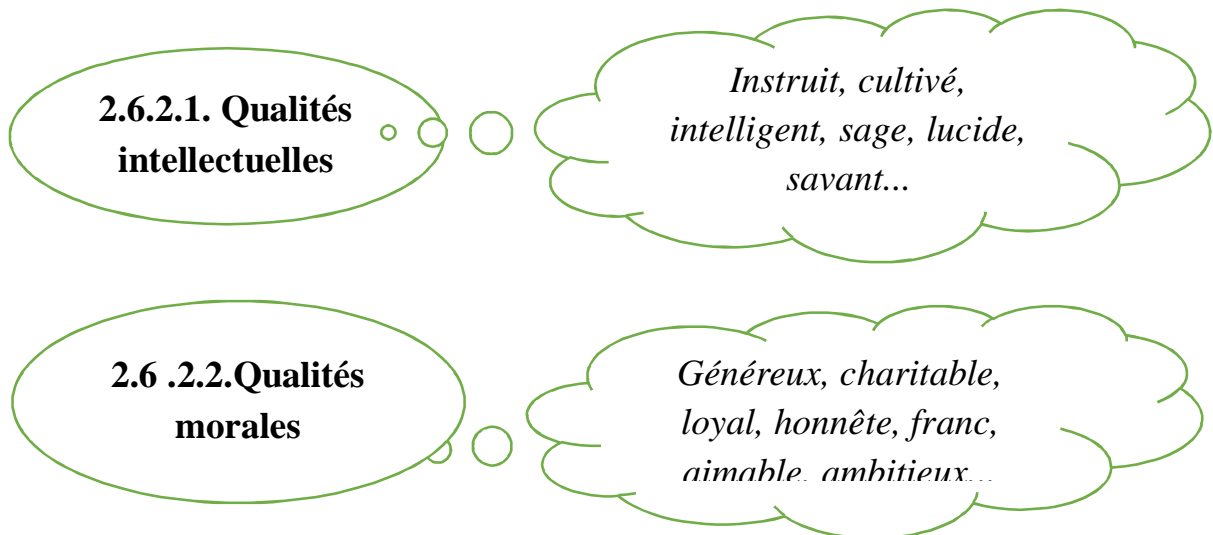 2.6.2.1. Qualités
intellectuelles
Instruit, cultivé,
intelligent, sage, lucide,
savant...
2.6 .2.2.Qualités
morales
Généreux, charitable,
loyal, honnête, franc,
aimable, ambitieux...